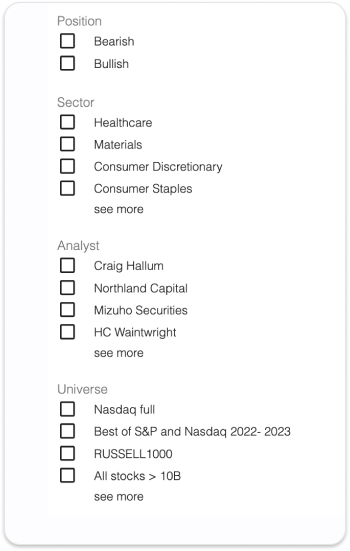 Position
Bearish
Bullish
Sector
Healthcare
Materials
Consumer Discretionary
Consumer Staples
see more
Analyst
Craig Hallum
Northland Capital
Mizuho Securities
HC Waintwright
see more
Universe
Nasdaq full
Best of S&P and Nasdaq 2022- 2023
RUSSELL1000
All stocks > 10B
see more